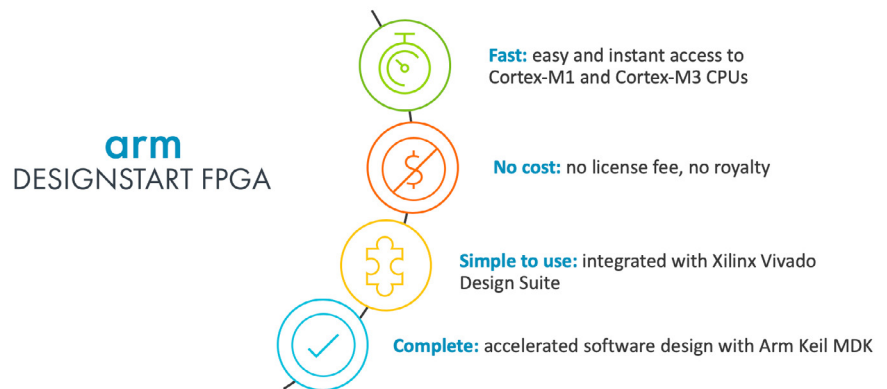 arm
DESIGNSTART FPGA
Fast: easy and instant access to
Cortex-M1 and Cortex-M3 CPUs
No cost: no license fee, no royalty
Simple to use: integrated with Xilinx Vivado
Design Suite
Complete: accelerated software design with Arm Keil MDK